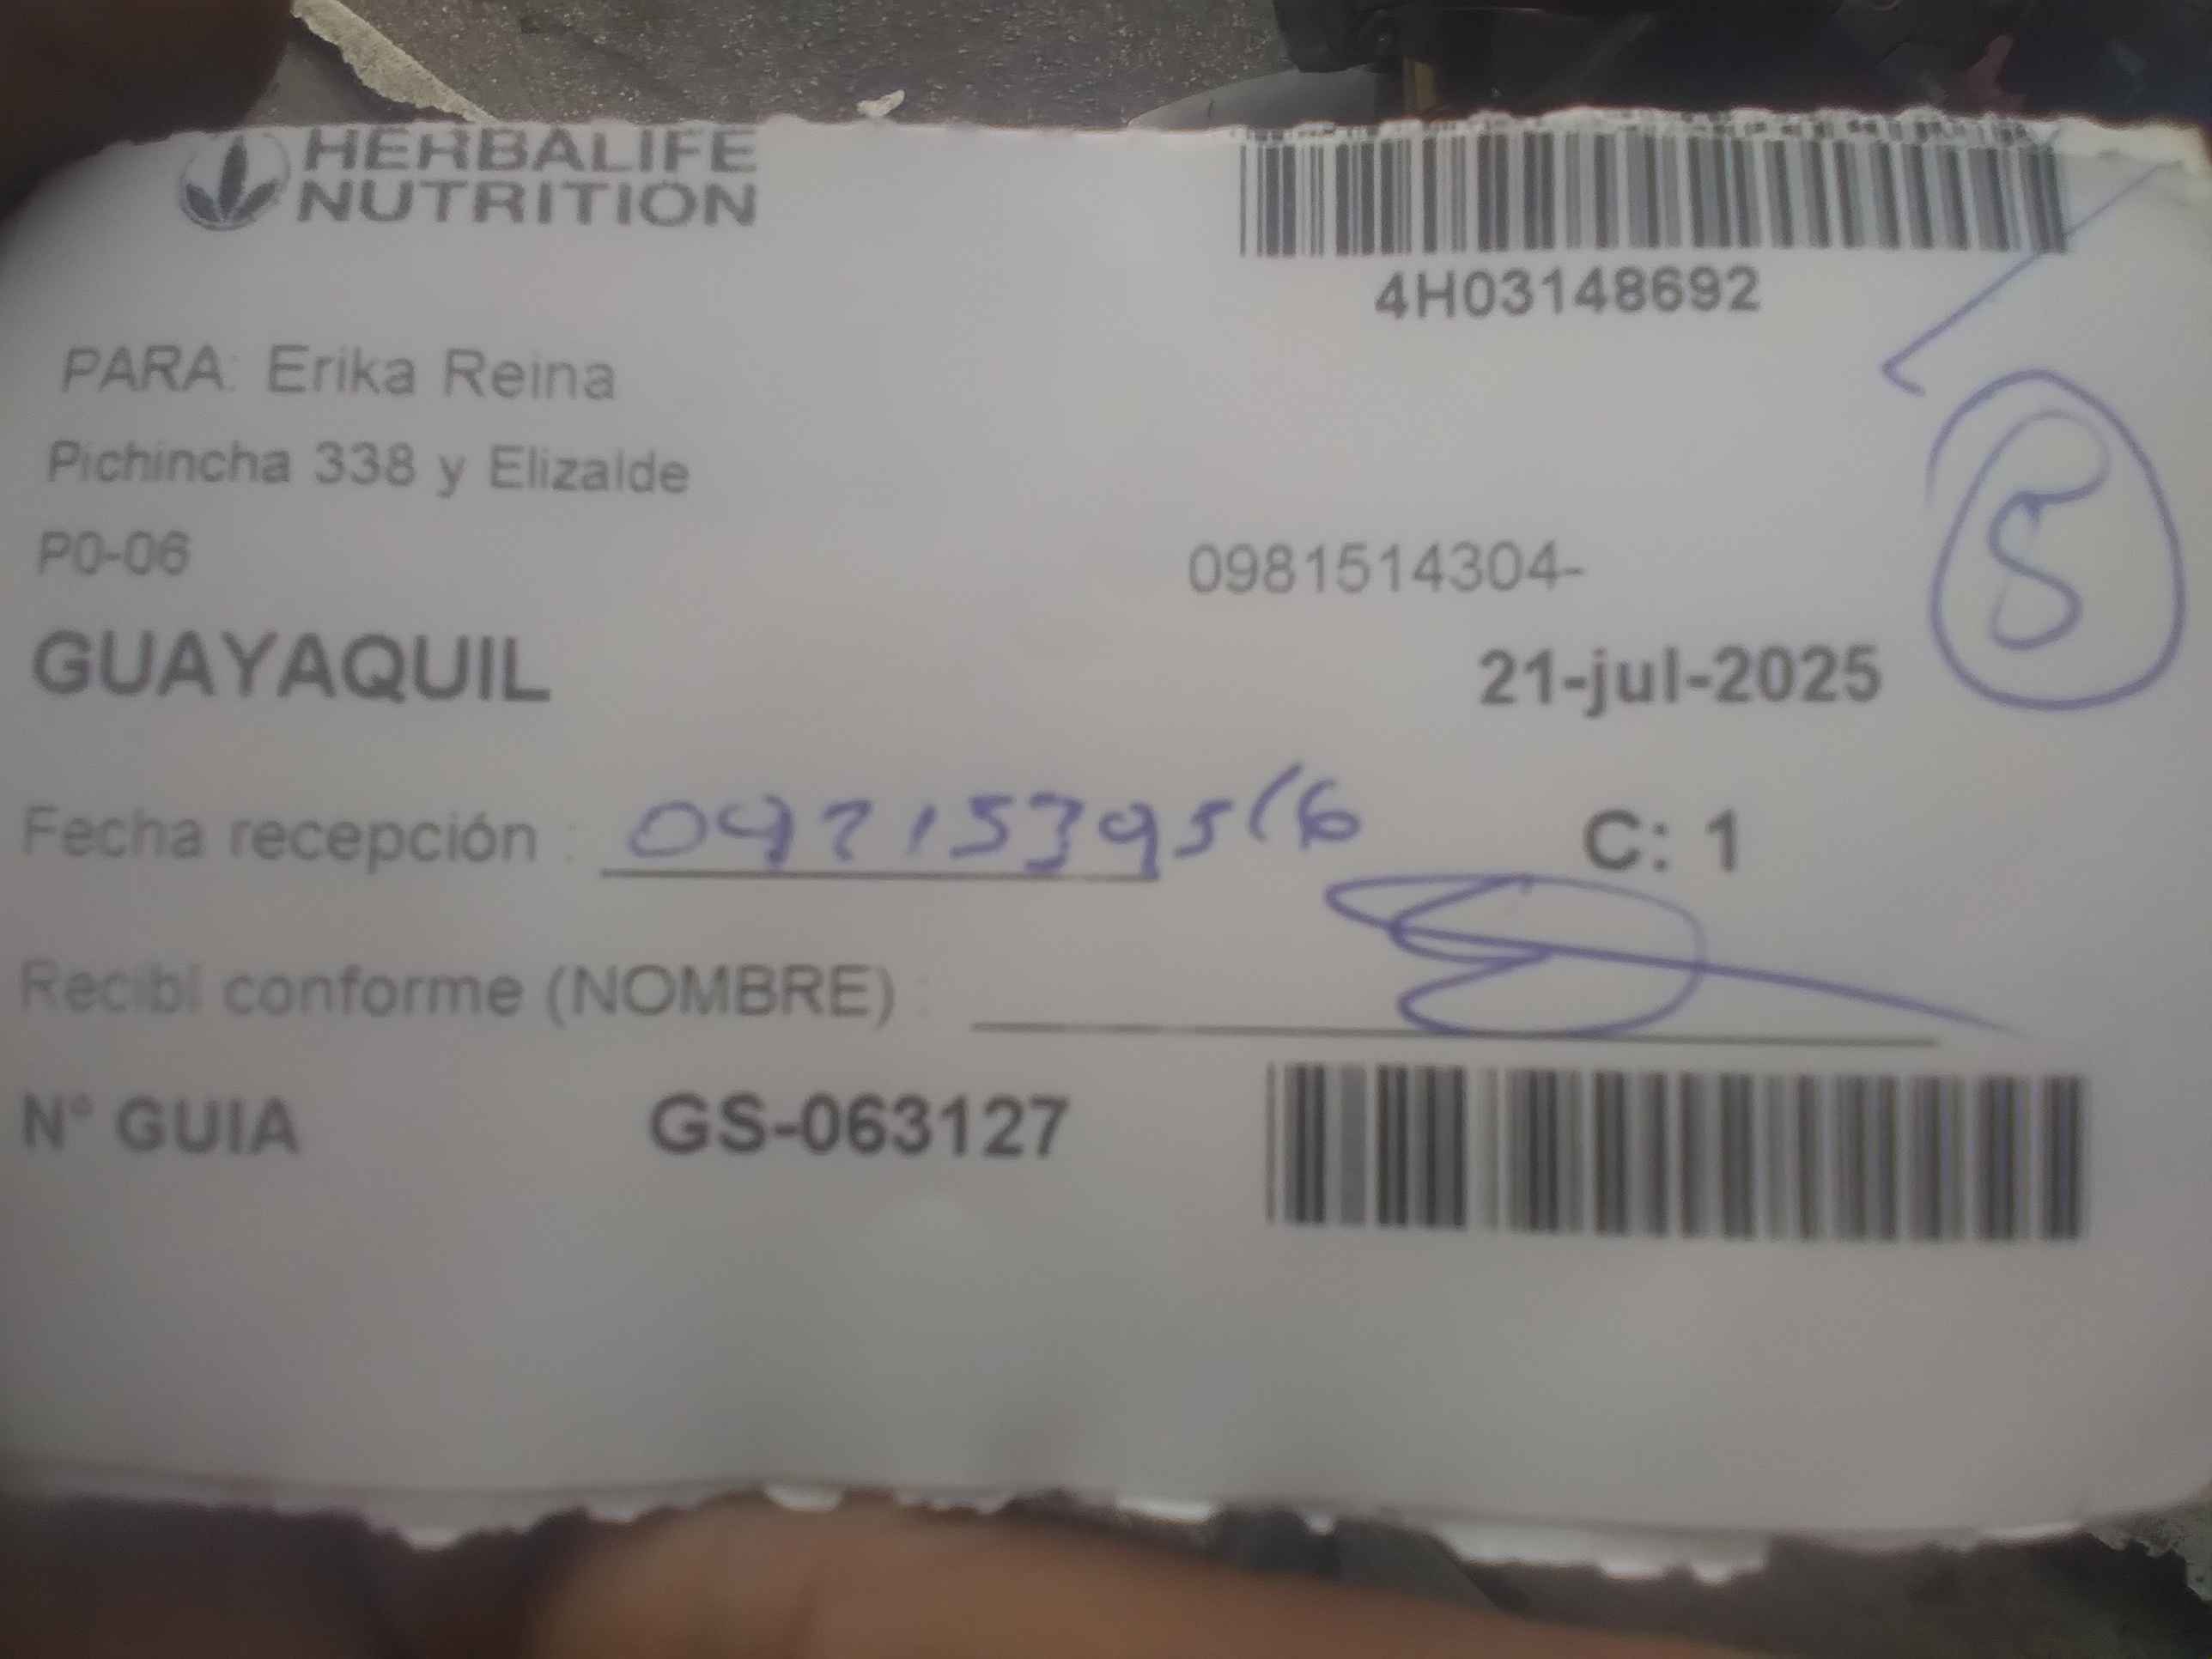 HERBALIFE
NUTRITION
4H03148692
PARA: Erika Reina
Pichincha 338 y Elizalde
P0-06
0981514304-
GUAYAQUIL
21-jul-2025
Fecha recepción :
C: 1
Recibí conforme (NOMBRE) :
N° GUIA
GS-063127